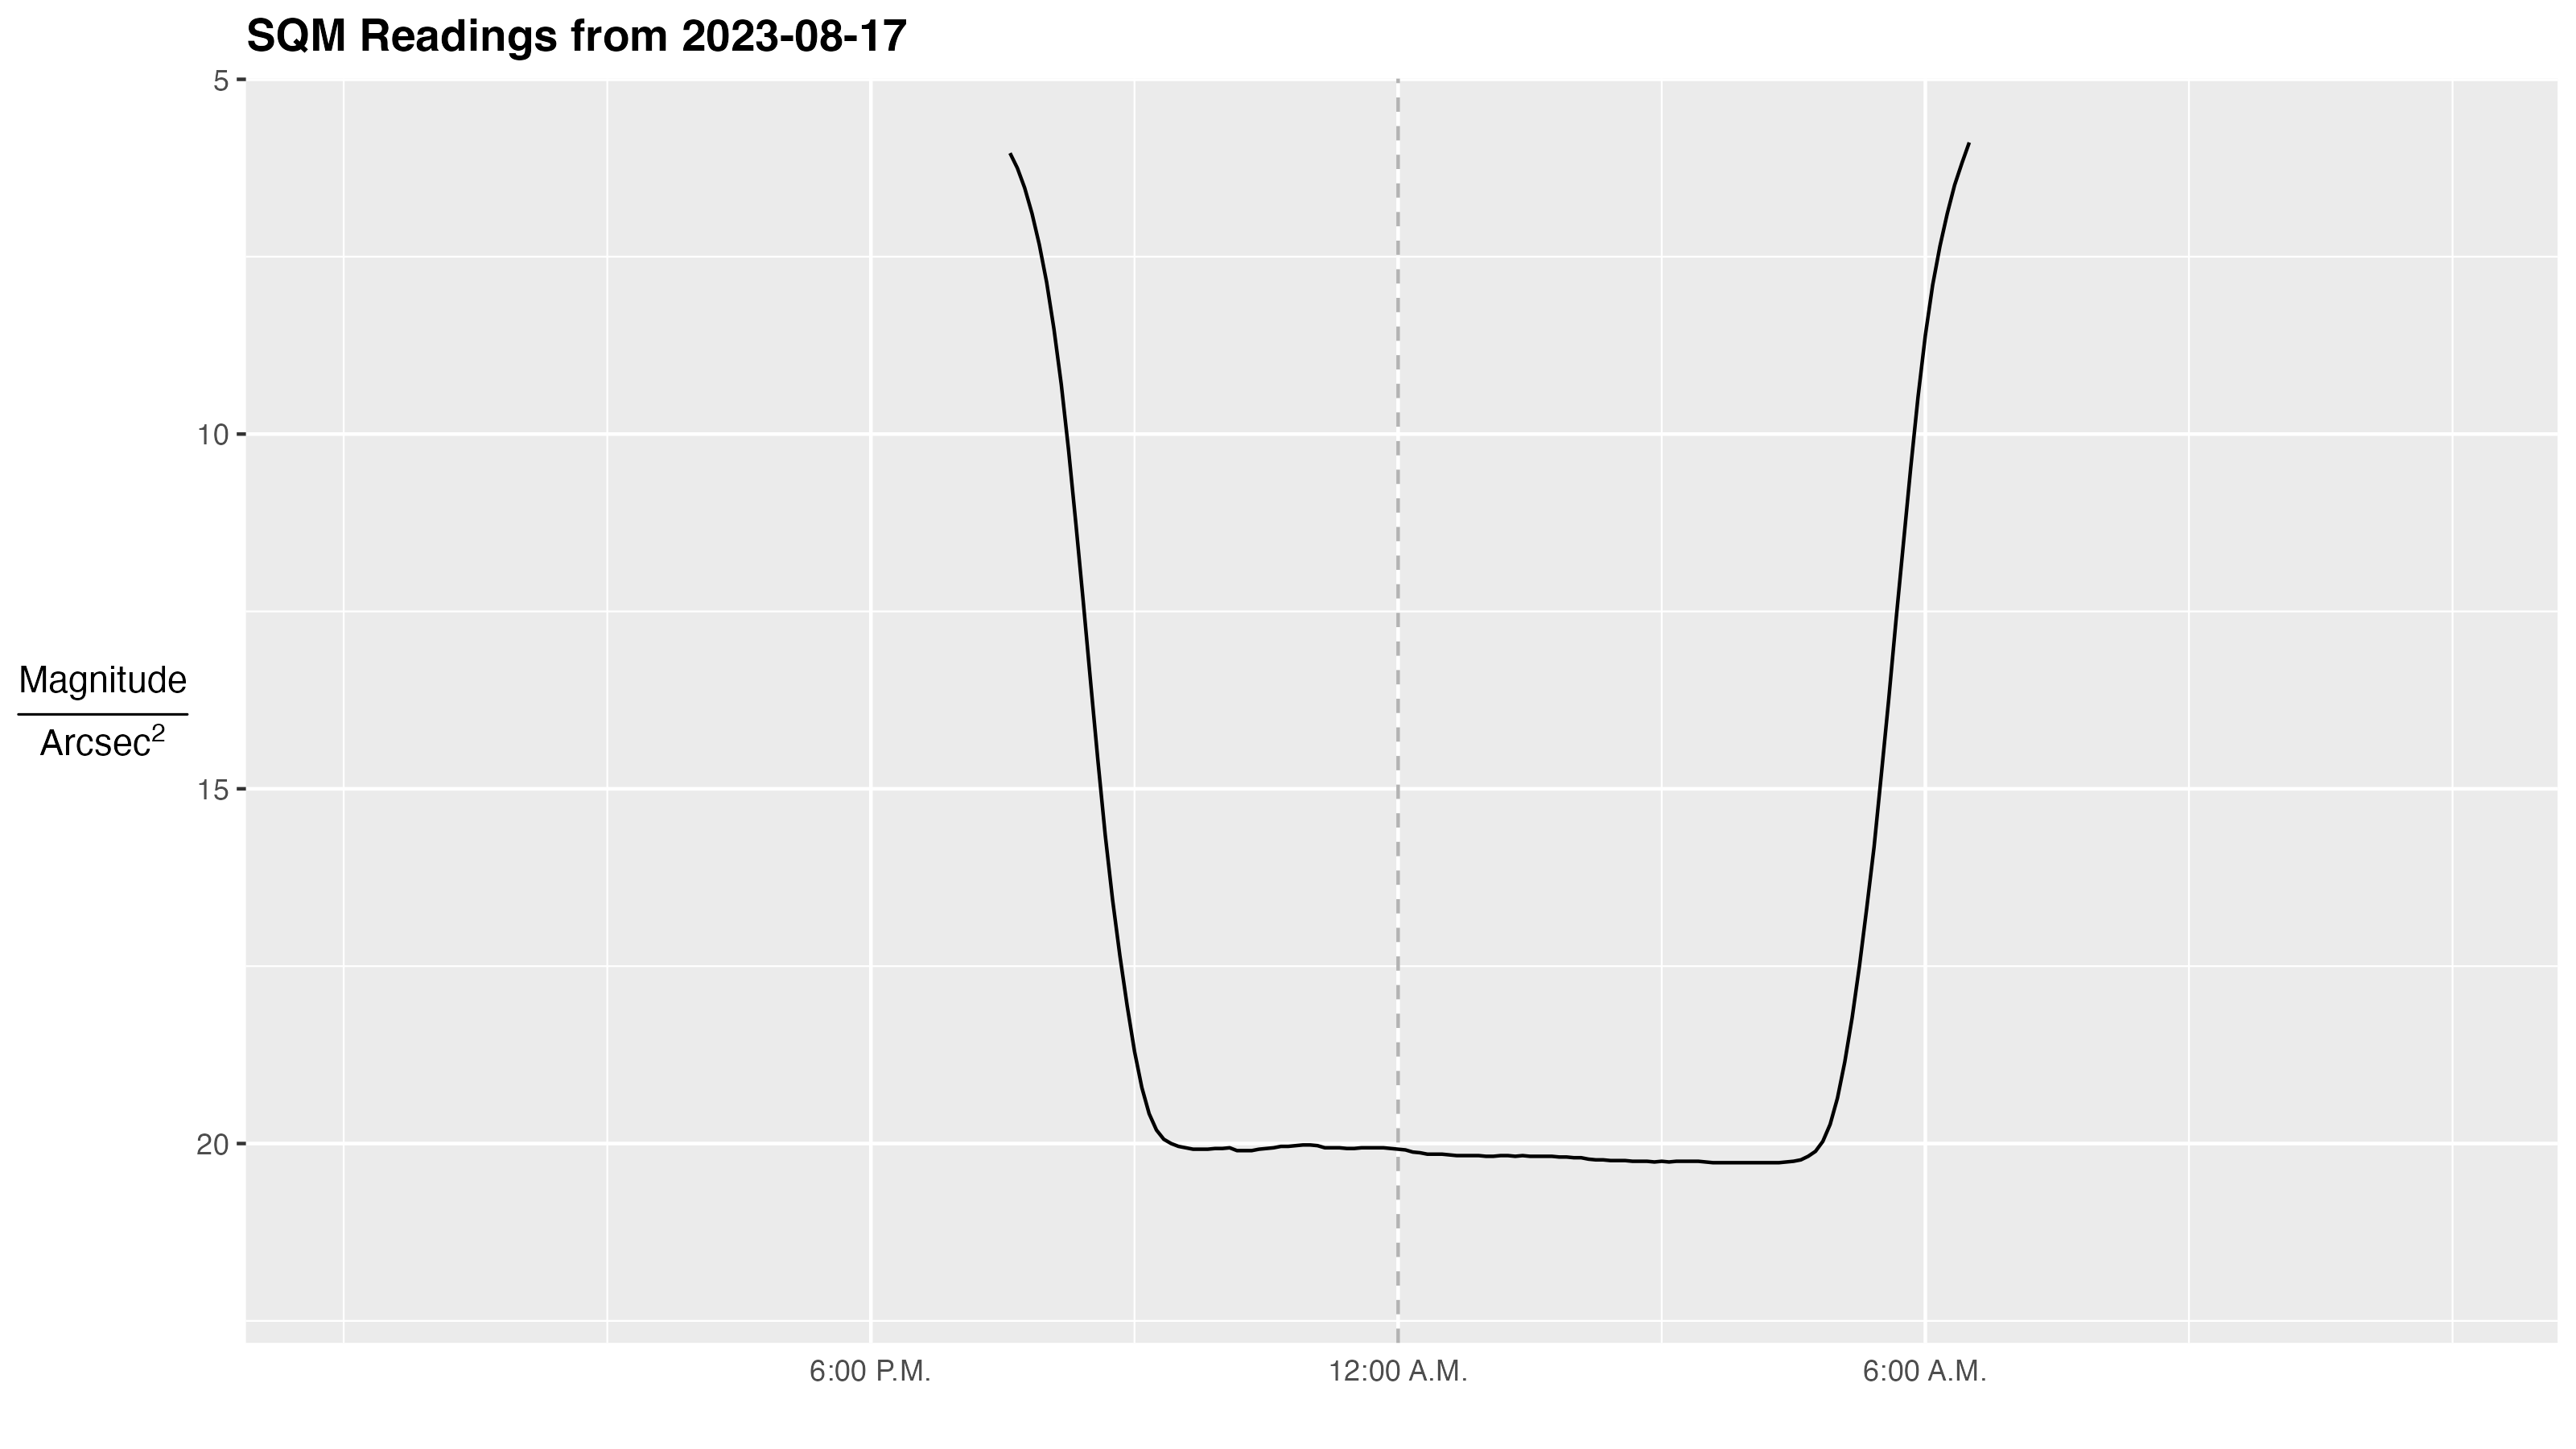 SQM Readings from 2023-08-17
5
10
Magnitude
Arcsec²
15
20
6:00 P.M.
12:00 A.M.
6:00 A.M.